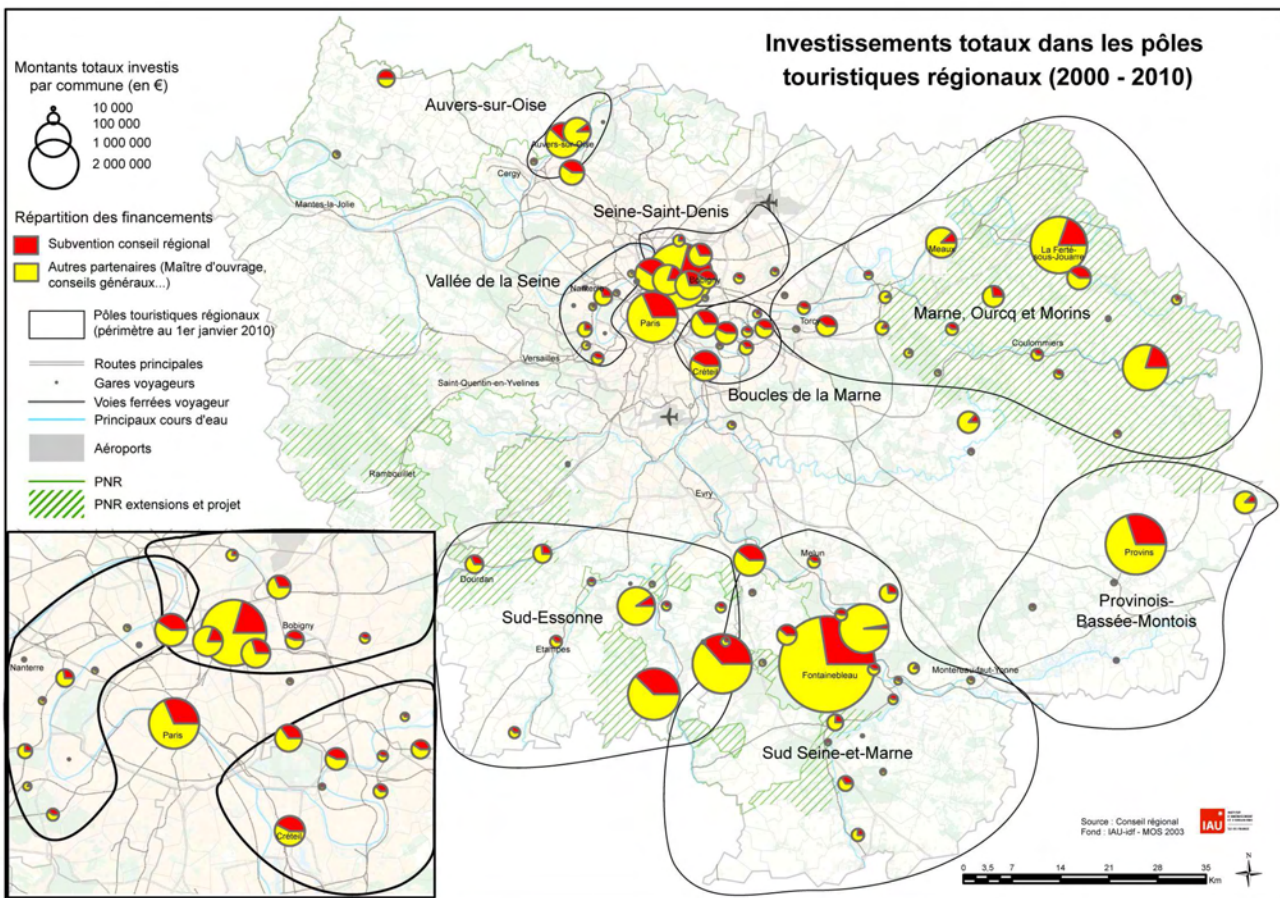 Investissements totaux dans les pôles
touristiques régionaux (2000 - 2010)
Montants totaux investis
par commune (en €)
10 000
100 000
1 000 000
2 000 000
Répartition des financements
Subvention conseil régional
Autres partenaires (Maître d'ouvrage,
conseils généraux...)
Pôles touristiques régionaux
(périmètre au 1er janvier 2010)
Routes principales
Gares voyageurs
Voies ferrées voyageur
Principaux cours d'eau
Aéroports
PNR
PNR extensions et projet
Auvers-sur-Oise
Auvers-sur-Oise
Cergy
Mantes-la-Jolie
Seine-Saint-Denis
Vallée de la Seine
Nanterre
Bobigny
Paris
Versailles
Saint-Quentin-en-Yvelines
Créteil
Boucles de la Marne
Torcy
Meaux
La Ferté-
sous-Jouarre
Marne, Ourcq et Morins
Coulommiers
Rambouillet
Evry
Dourdan
Sud-Essonne
Etampes
Melun
Fontainebleau
Montereau-faut-Yonne
Sud Seine-et-Marne
Provins
Provinois-
Bassée-Montois
Nanterre
Bobigny
Paris
Créteil
Source : Conseil régional
Fond : IAU-idf - MOS 2003
IAU
0 3,5 7 14 21 28 35
Km
N